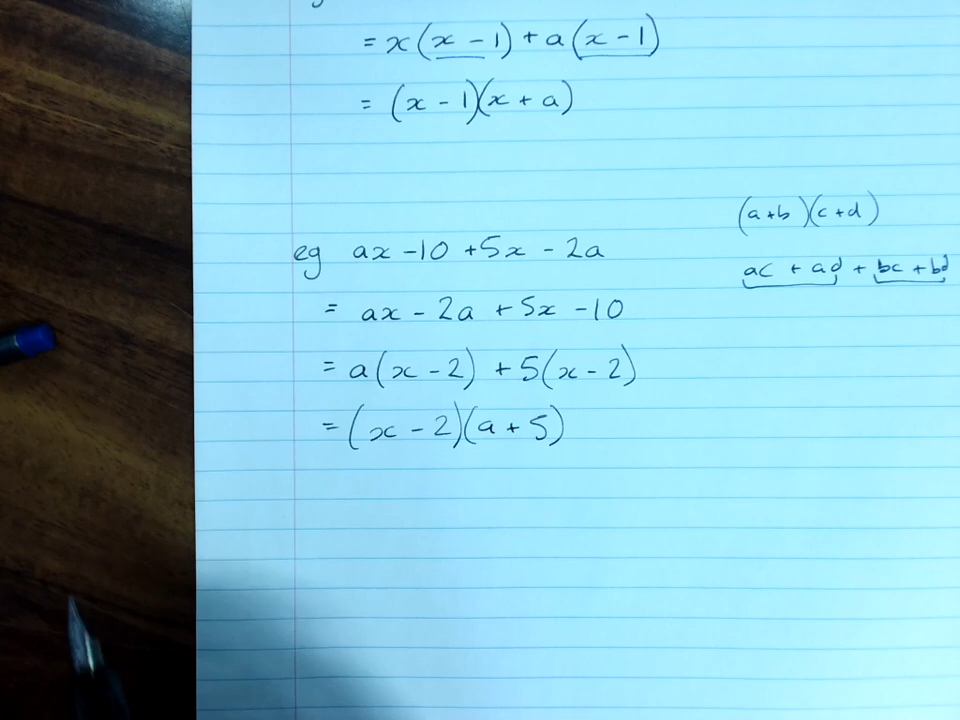 = x(x - 1) + a(x - 1)
= (x - 1)(x + a)
(a+b)(c+d)
eg ax -10 +5x - 2a
ac + ad + bc + bd
= ax - 2a + 5x -10
= a(x - 2) + 5(x - 2)
= (x - 2)(a + 5)